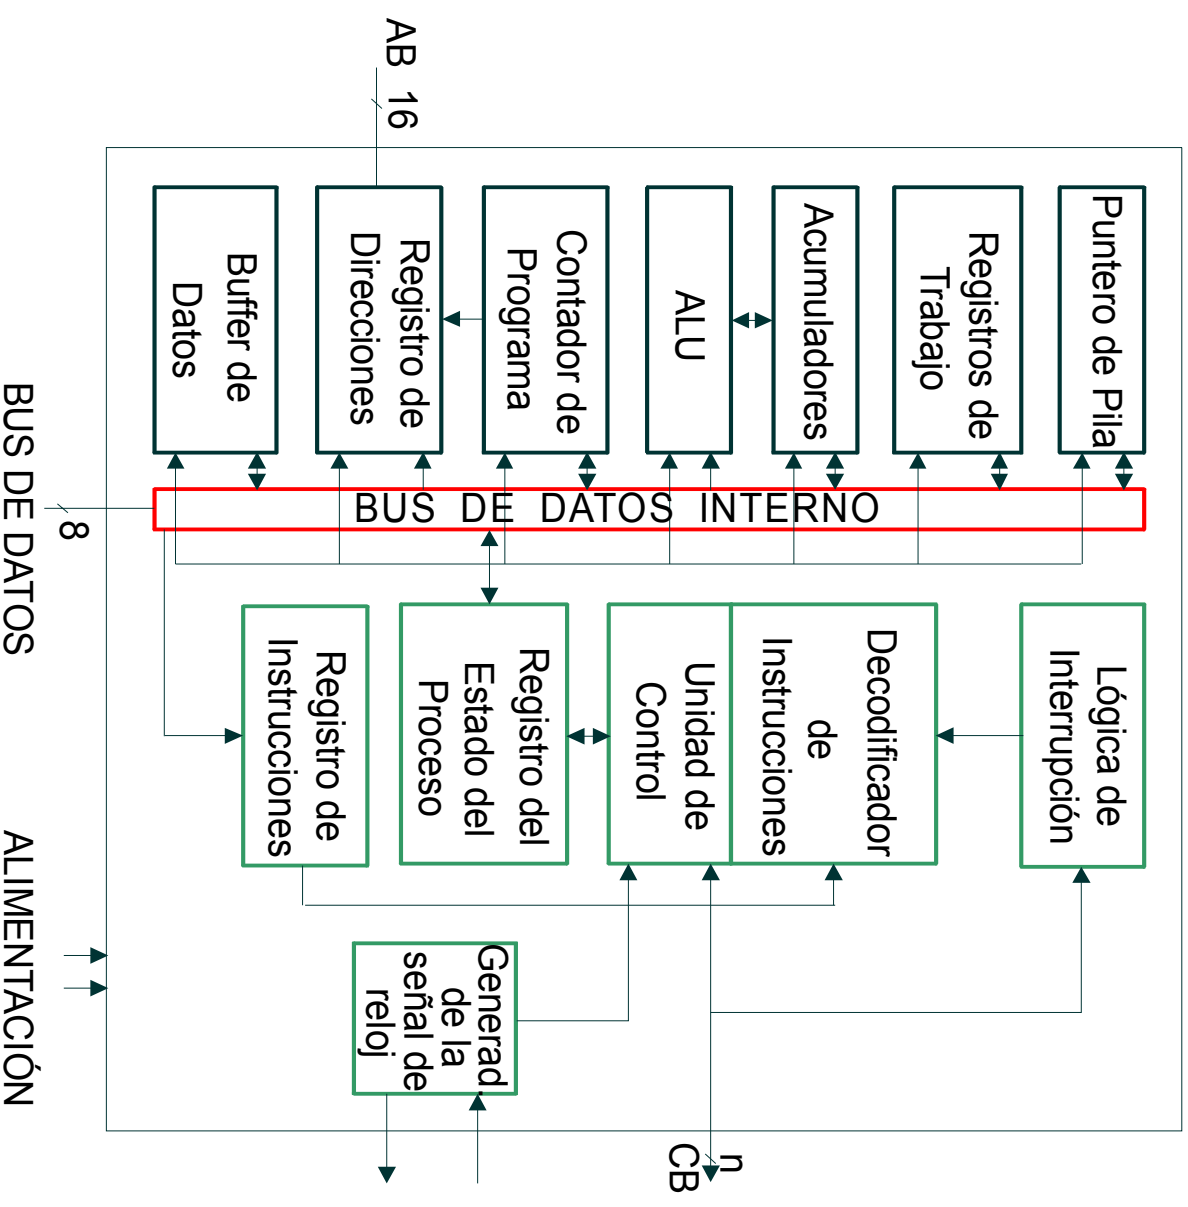 Puntero de Pila
Lógica de
Interrupción
Registros de
Trabajo
Decodificador
de
Instrucciones
Acumuladores
BUS DE DATOS INTERNO
ALU
Unidad de
Control
n
CB
Contador de
Programa
Registro del
Estado del
Proceso
Generad.
de la
señal de
reloj
AB 16
Registro de
Direcciones
Registro de
Instrucciones
Buffer de
Datos
8
BUS DE DATOS
ALIMENTACIÓN